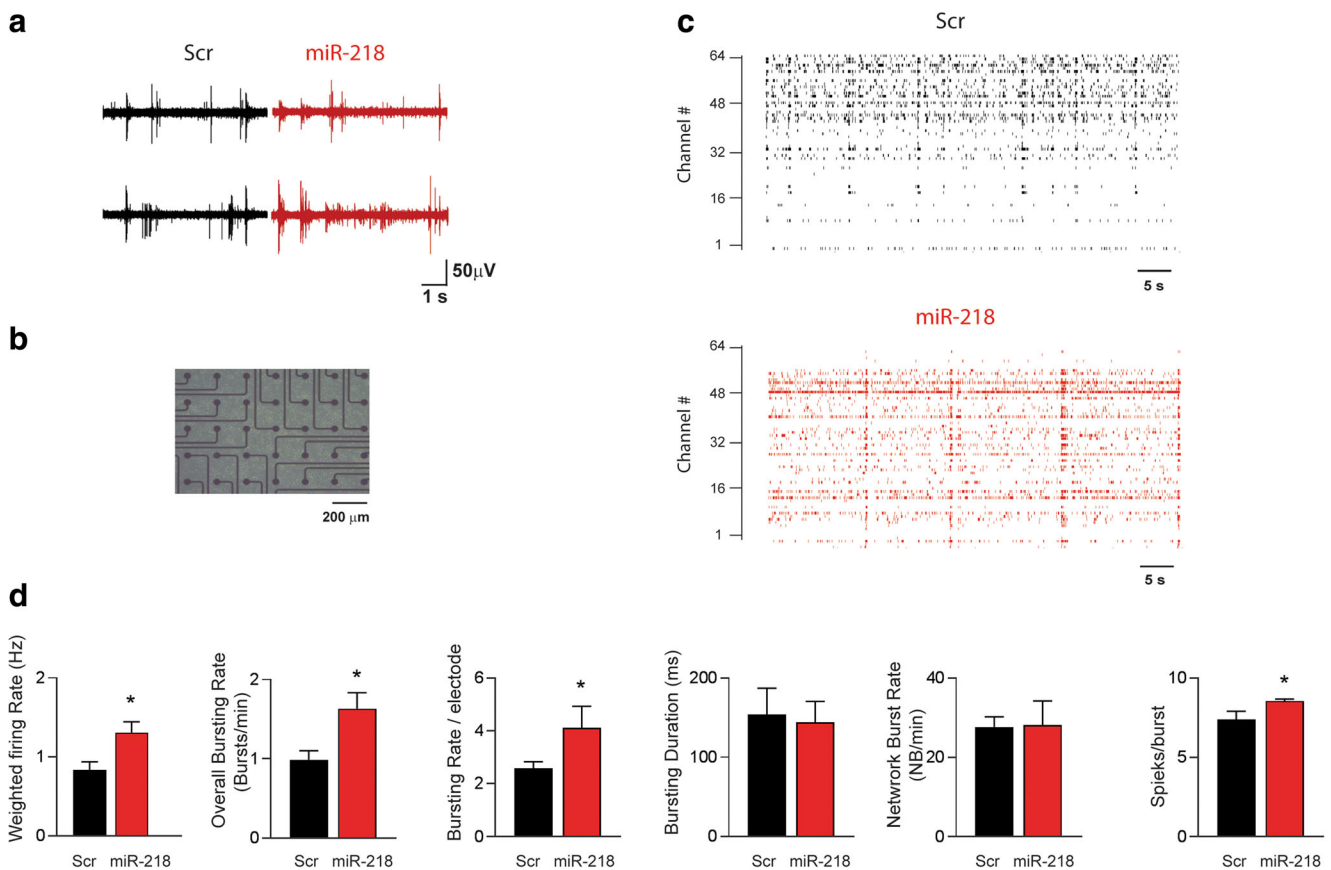 a
Scr
miR-218
50μV
1 s
b
200 μm
c
Scr
Channel #
64
48
32
16
1
5 s
miR-218
Channel #
64
48
32
16
1
5 s
d
Weighted firing Rate (Hz)
2
1
0
*
Scr
miR-218
Overall Bursting Rate
(Bursts/min)
2
1
0
*
Scr
miR-218
Bursting Rate / electode
6
4
2
0
*
Scr
miR-218
Bursting Duration (ms)
200
100
0
Scr
miR-218
Netwrork Burst Rate
(NB/min)
40
20
0
Scr
miR-218
Spieks/burst
10
5
0
*
Scr
miR-218